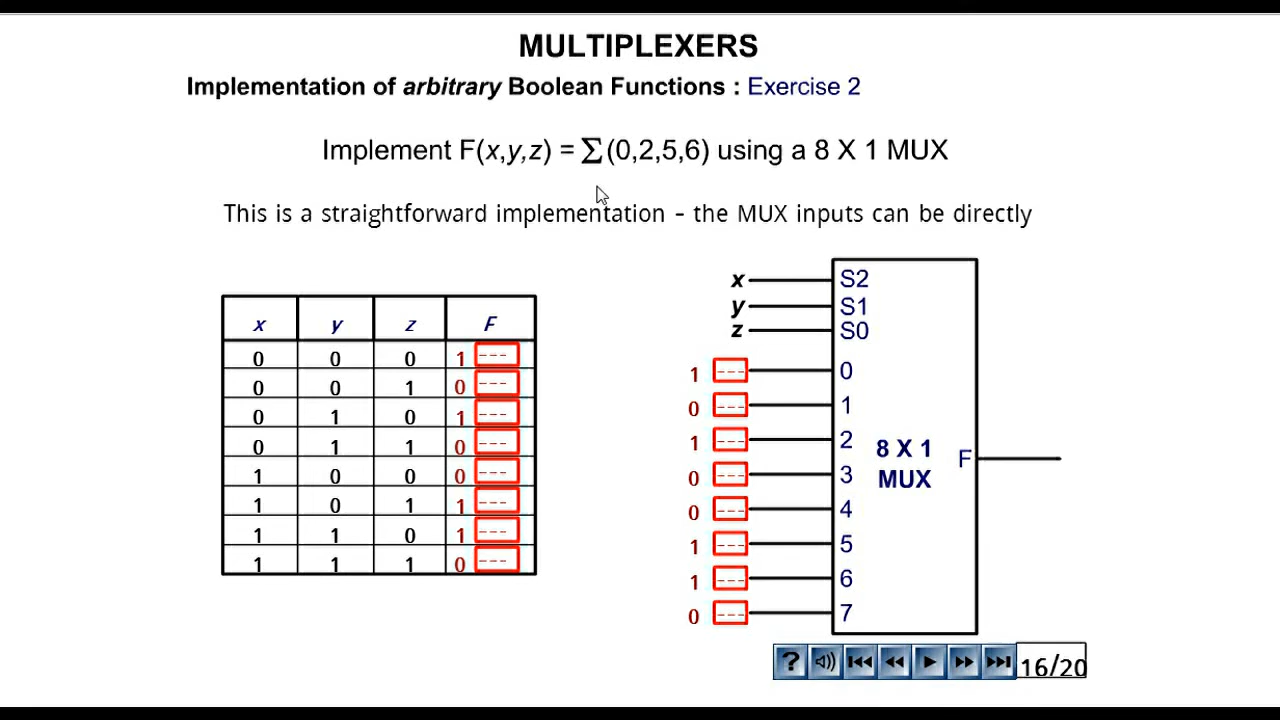 MULTIPLEXERS
Implementation of arbitrary Boolean Functions : Exercise 2
Implement F(x,y,z) = Σ(0,2,5,6) using a 8 X 1 MUX
This is a straightforward implementation – the MUX inputs can be directly
x y z F
0 0 0 1 ---
0 0 1 0 ---
0 1 0 1 ---
0 1 1 0 ---
1 0 0 0 ---
1 0 1 1 ---
1 1 0 1 ---
1 1 1 0 ---
x S2
y S1
z S0
1 --- 0
0 --- 1
1 --- 2
0 --- 3
0 --- 4
1 --- 5
1 --- 6
0 --- 7
8 X 1
MUX
F
?
16/20